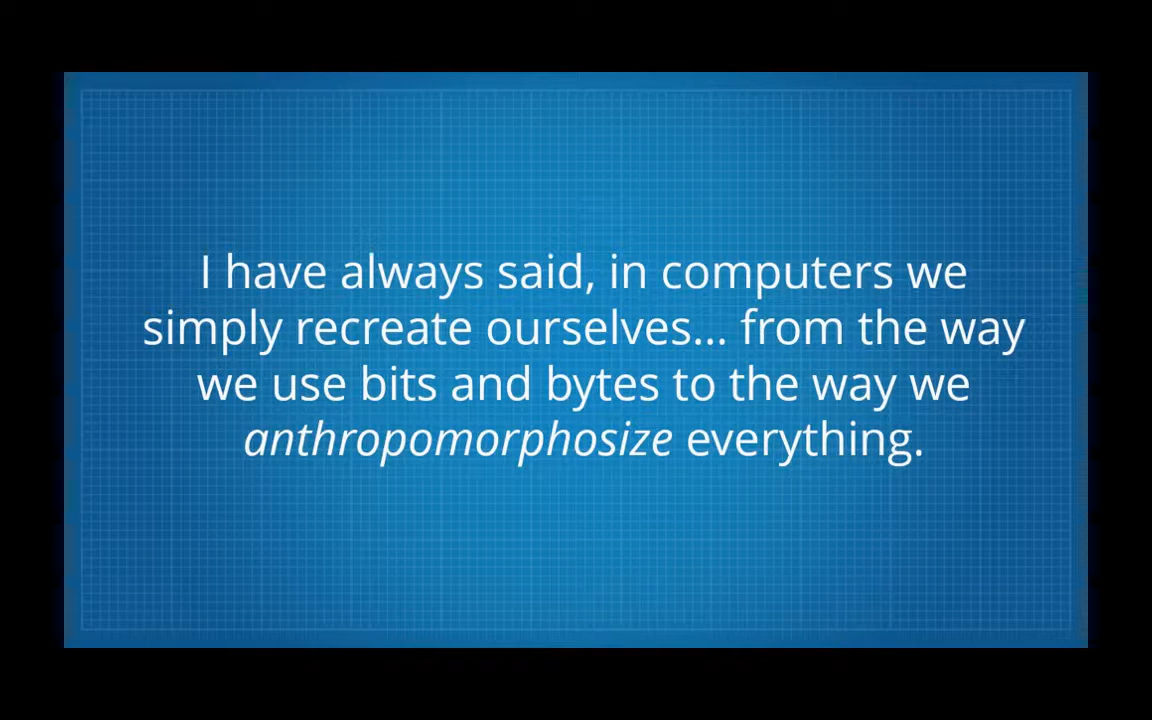 I have always said, in computers we
simply recreate ourselves... from the way
we use bits and bytes to the way we
anthropomorphosize everything.